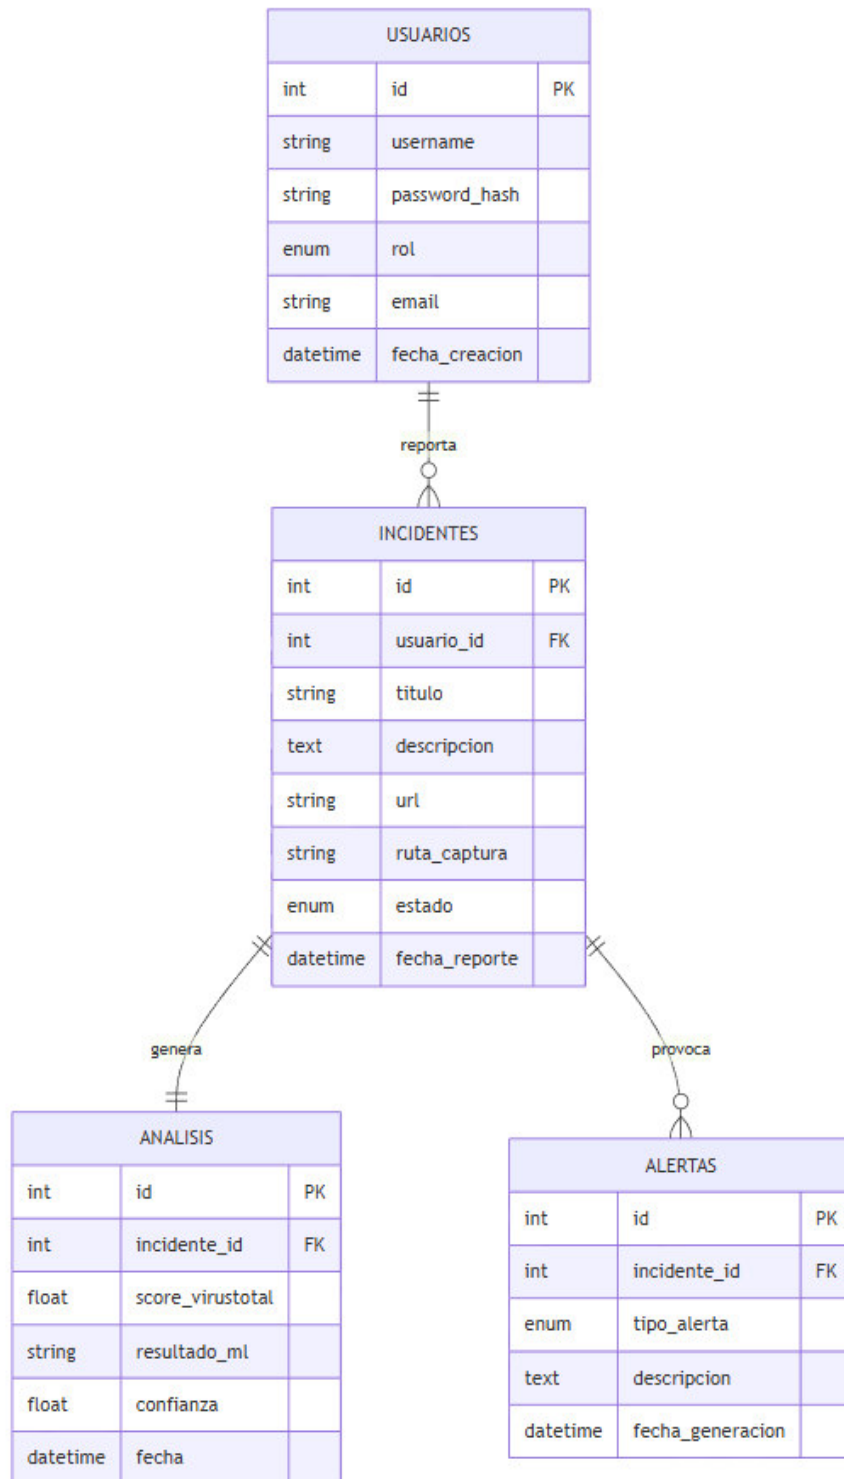 USUARIOS
int id PK
string username
string password_hash
enum rol
string email
datetime fecha_creacion
reporta
INCIDENTES
int id PK
int usuario_id FK
string titulo
text descripcion
string url
string ruta_captura
enum estado
datetime fecha_reporte
genera
provoca
ANALISIS
int id PK
int incidente_id FK
float score_virustotal
string resultado_ml
float confianza
datetime fecha
ALERTAS
int id PK
int incidente_id FK
enum tipo_alerta
text descripcion
datetime fecha_generacion